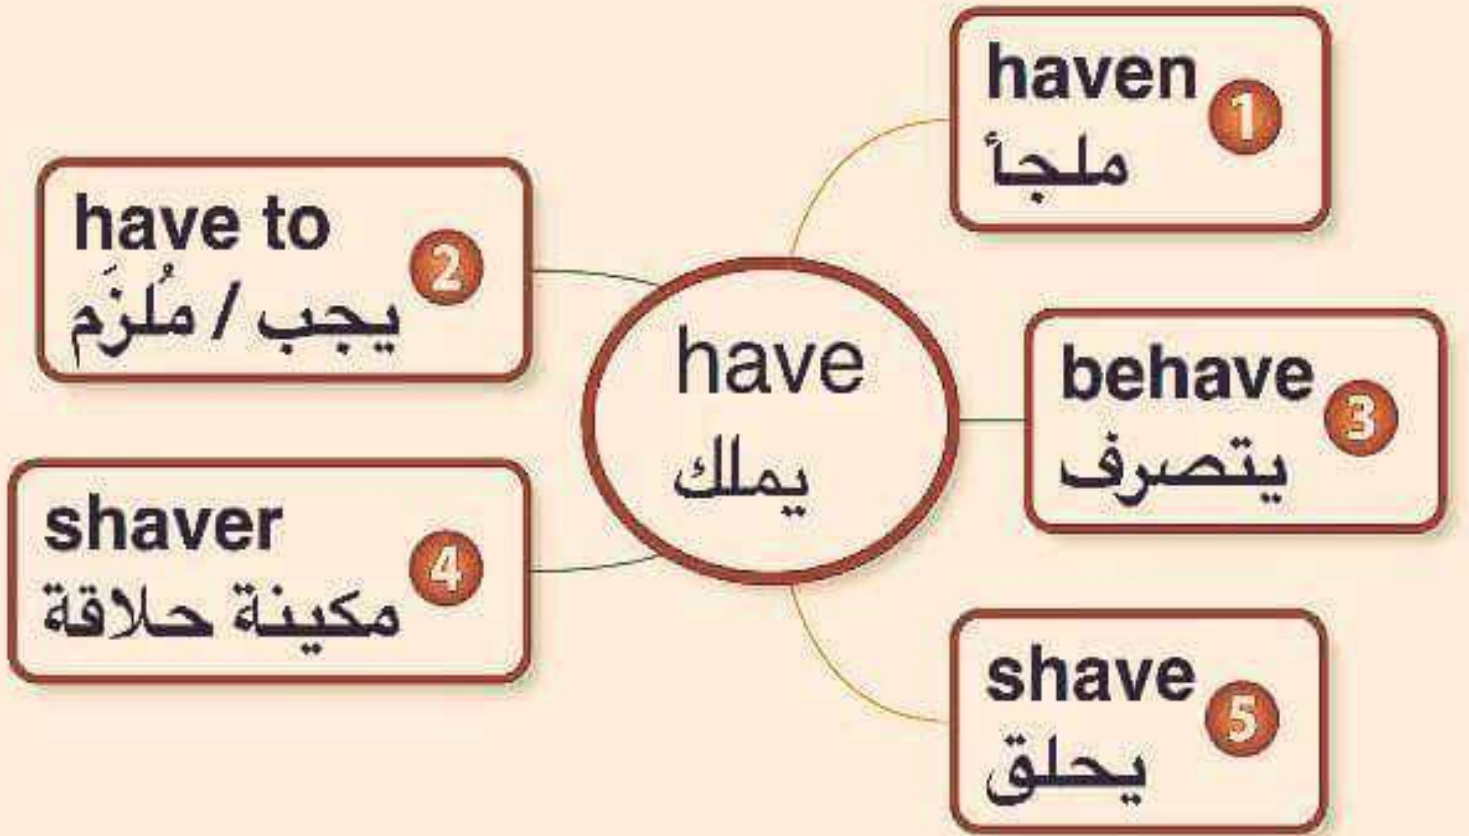 have
يملك
haven
ملجأ
1
have to
يجب / مُلزَم
2
behave
يتصرف
3
shaver
مكينة حلاقة
4
shave
يحلق
5